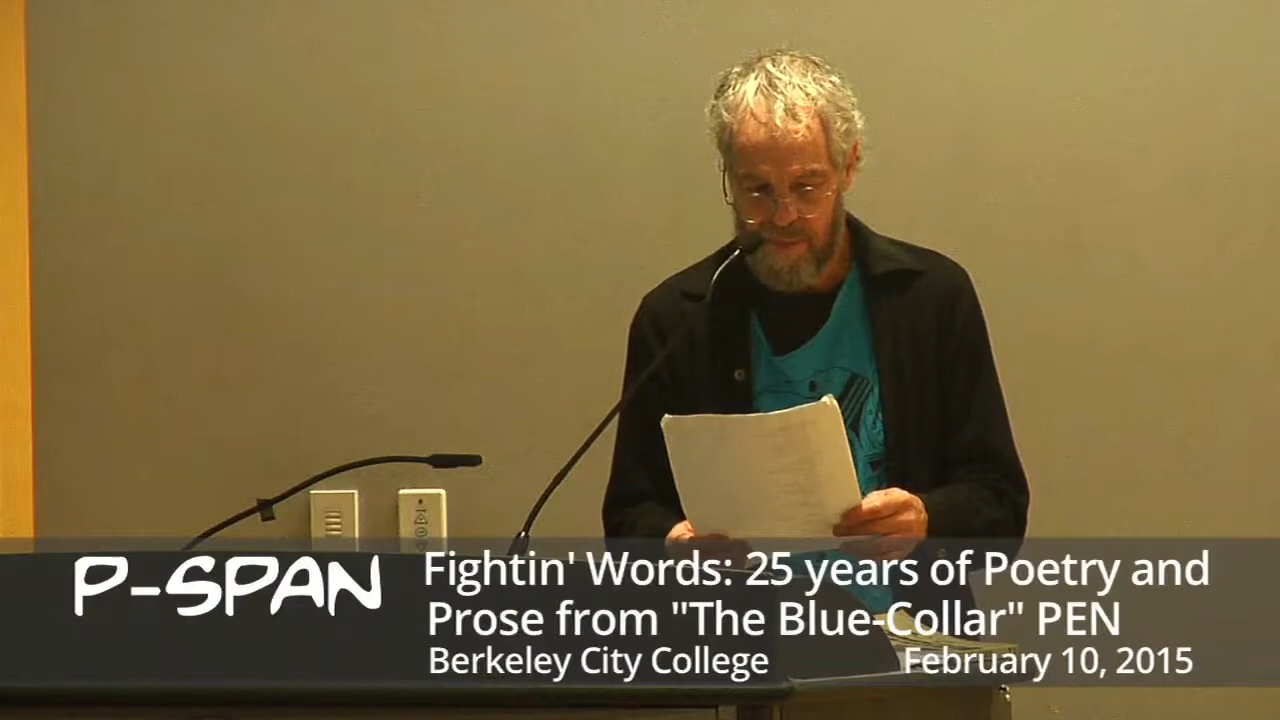 P-SPAN
Fightin' Words: 25 years of Poetry and
Prose from "The Blue-Collar" PEN
Berkeley City College
February 10, 2015